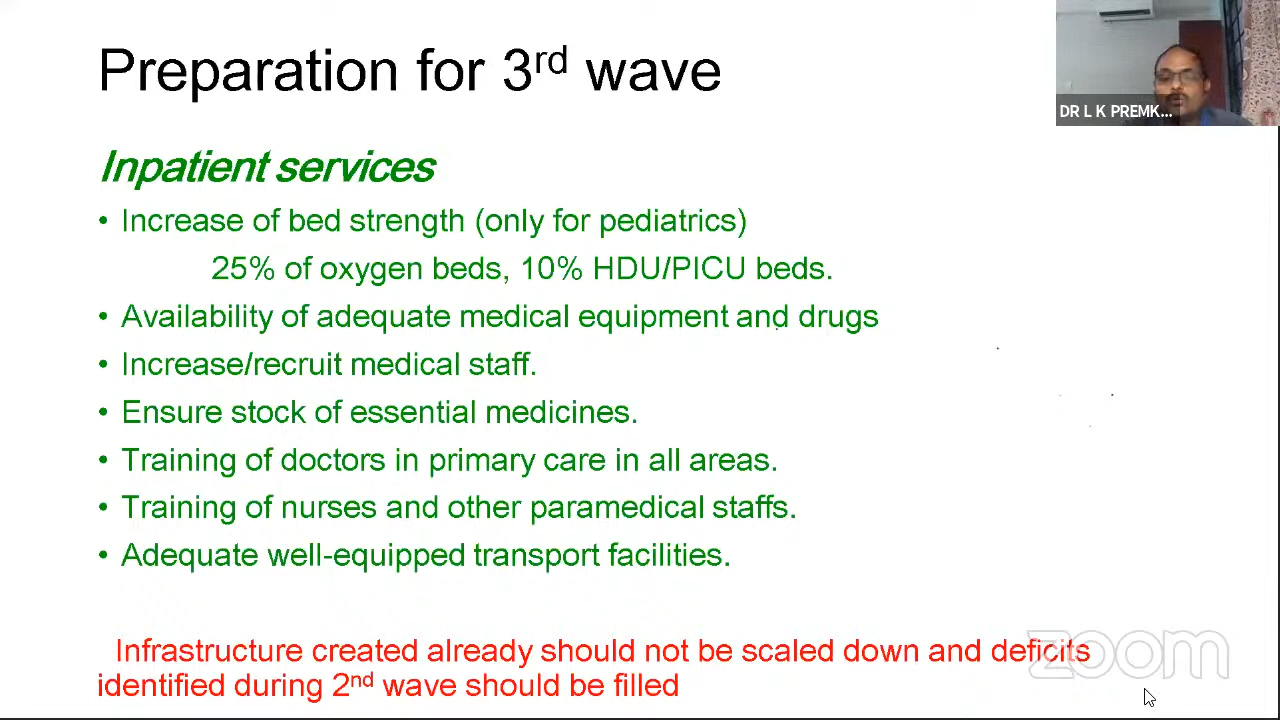 Preparation for 3rd wave
DR L K PREMK...
Inpatient services
• Increase of bed strength (only for pediatrics)
25% of oxygen beds, 10% HDU/PICU beds.
• Availability of adequate medical equipment and drugs
• Increase/recruit medical staff.
• Ensure stock of essential medicines.
• Training of doctors in primary care in all areas.
• Training of nurses and other paramedical staffs.
• Adequate well-equipped transport facilities.
Infrastructure created already should not be scaled down and deficits
identified during 2nd wave should be filled
zoom